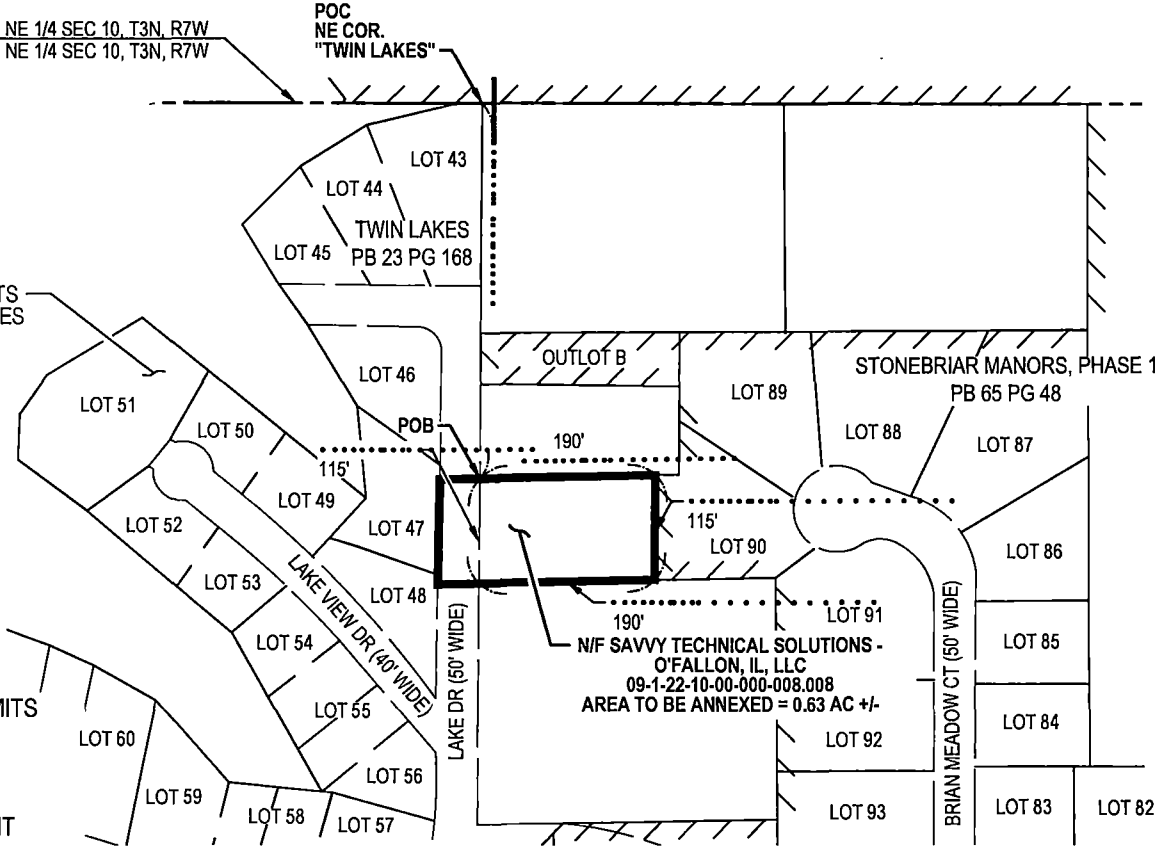 NE 1/4 SEC 10, T3N, R7W
NE 1/4 SEC 10, T3N, R7W
POC
NE COR.
"TWIN LAKES"
LOT 43
LOT 44
TWIN LAKES
PB 23 PG 168
LOT 45
TS
ES
LOT 46
OUTLOT B
LOT 89
STONEBRIAR MANORS, PHASE 1
PB 65 PG 48
LOT 51
LOT 50
POB
190'
LOT 88
LOT 87
115'
LOT 49
LOT 47
115'
LOT 90
LOT 52
LOT 86
LOT 53
LOT 48
LAKE VIEW DR (40' WIDE)
LAKE DR (50' WIDE)
190'
LOT 91
N/F SAVVY TECHNICAL SOLUTIONS -
O'FALLON, IL, LLC
09-1-22-10-00-000-008.008
AREA TO BE ANNEXED = 0.63 AC +/-
BRIAN MEADOW CT (50' WIDE)
LOT 85
LOT 54
LOT 55
LOT 84
MITS
LOT 60
LOT 92
LOT 56
LOT 59
LOT 58
LOT 57
LOT 93
LOT 83
LOT 82
IT